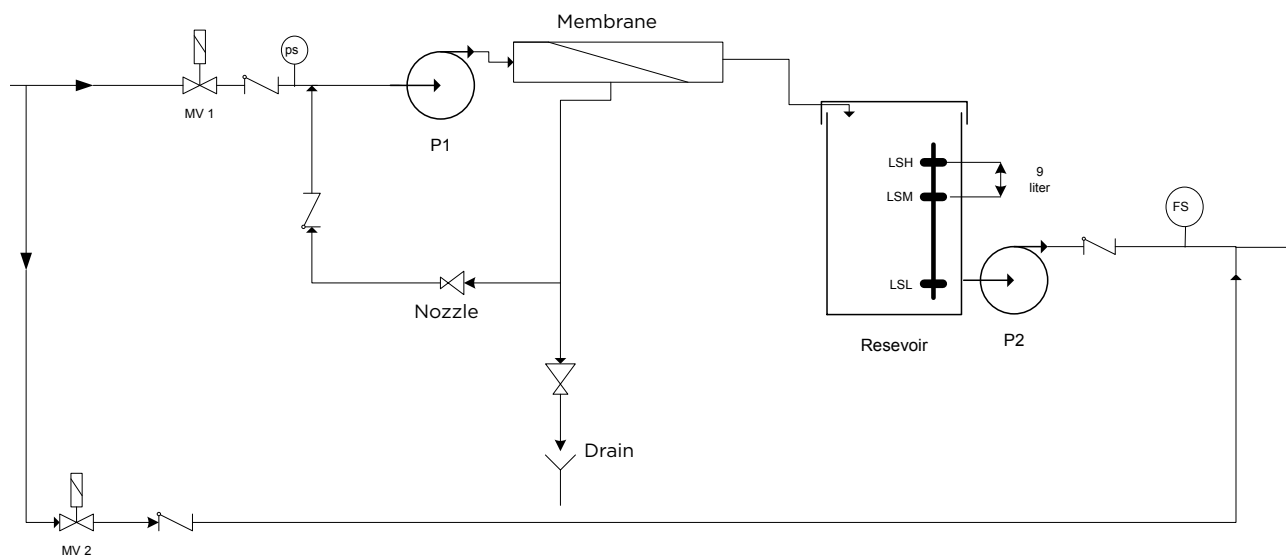 Membrane
ps
MV 1
P1
LSH
LSM
9
liter
FS
LSL
Nozzle
Resevoir
P2
Drain
MV 2